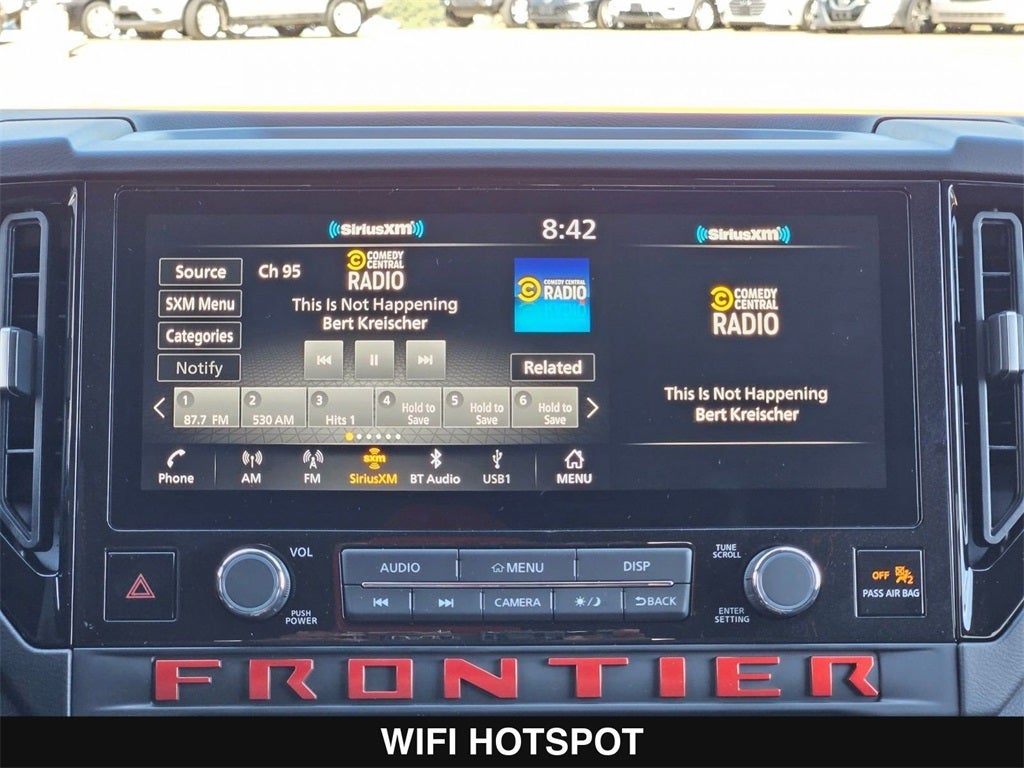 SiriusXM
8:42
SiriusXM
Source
Ch 95
COMEDY
CENTRAL
RADIO
SXM Menu
This Is Not Happening
Bert Kreischer
Categories
Notify
COMEDY CENTRAL
RADIO
Related
1
87.7 FM
2
530 AM
3
Hits 1
4
Hold to
Save
5
Hold to
Save
6
Hold to
Save
Phone
AM
FM
sxm
SiriusXM
BT Audio
USB1
MENU
COMEDY
CENTRAL
RADIO
This Is Not Happening
Bert Kreischer
VOL
PUSH
POWER
AUDIO
MENU
DISP
CAMERA
BACK
TUNE
SCROLL
ENTER
SETTING
OFF
PASS AIR BAG
FRONTIER
WIFI HOTSPOT